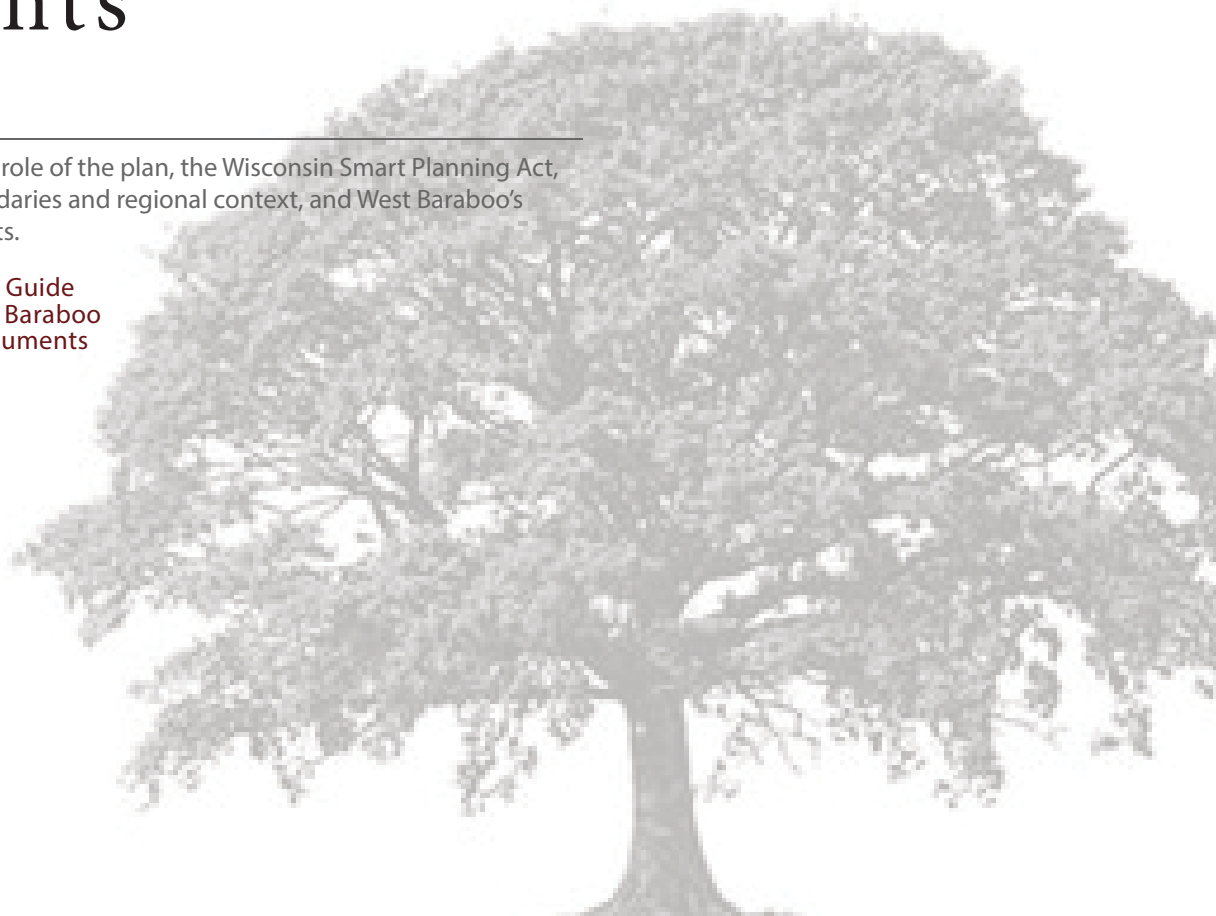 nts
role of the plan, the Wisconsin Smart Planning Act,
daries and regional context, and West Baraboo’s
ts.
Guide
Baraboo
uments